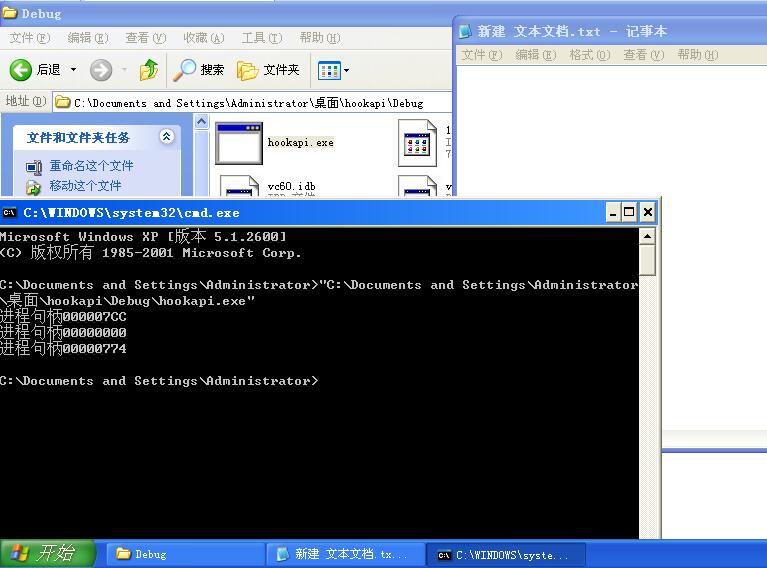 Debug
文件(F) 编辑(E) 查看(V) 收藏(A) 工具(T) 帮助(H)
后退 搜索 文件夹
地址(D) C:\Documents and Settings\Administrator\桌面\hookapi\Debug
文件和文件夹任务
重命名这个文件
移动这个文件
hookapi.exe
vc60.idb
新建 文本文档.txt - 记事本
文件(F) 编辑(E) 格式(O) 查看(V) 帮助(H)
C:\WINDOWS\system32\cmd.exe
Microsoft Windows XP [版本 5.1.2600]
(C) 版权所有 1985-2001 Microsoft Corp.
C:\Documents and Settings\Administrator>"C:\Documents and Settings\Administrator
\桌面\hookapi\Debug\hookapi.exe"
进程句柄000007CC
进程句柄00000000
进程句柄00000774
C:\Documents and Settings\Administrator>
开始 Debug 新建 文本文档.tx... C:\WINDOWS\syste...